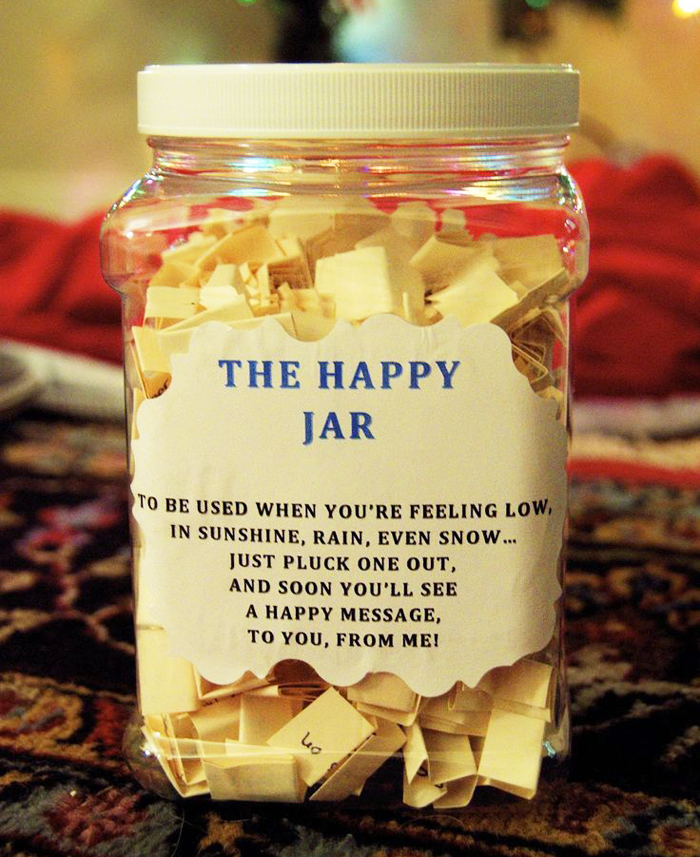 THE HAPPY
JAR
TO BE USED WHEN YOU'RE FEELING LOW,
IN SUNSHINE, RAIN, EVEN SNOW...
JUST PLUCK ONE OUT,
AND SOON YOU'LL SEE
A HAPPY MESSAGE,
TO YOU, FROM ME!